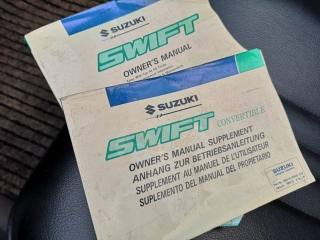 SUZUKI
SWIFT
OWNER'S MANUAL
SUZUKI
SWIFT CONVERTIBLE
OWNER'S MANUAL SUPPLEMENT
ANHANG ZUR BETRIEBSANLEITUNG
SUPPLEMENT AU MANUEL DE L'UTILISATEUR
SUPLEMENTO DEL MANUAL DEL PROPIETARIO
SUZUKI